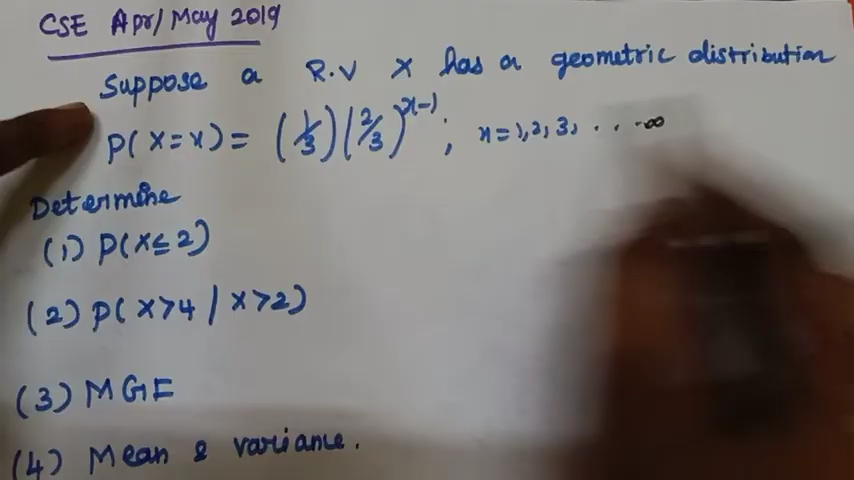 CSE Apr/May 2019
Suppose a R.V X has a geometric distribution
P(X=x) = (1/3)(2/3)^(x-1); x=1,2,3,....∞
Determine
(1) P(X≤2)
(2) P(X>4 / X>2)
(3) MGF
(4) Mean & variance.